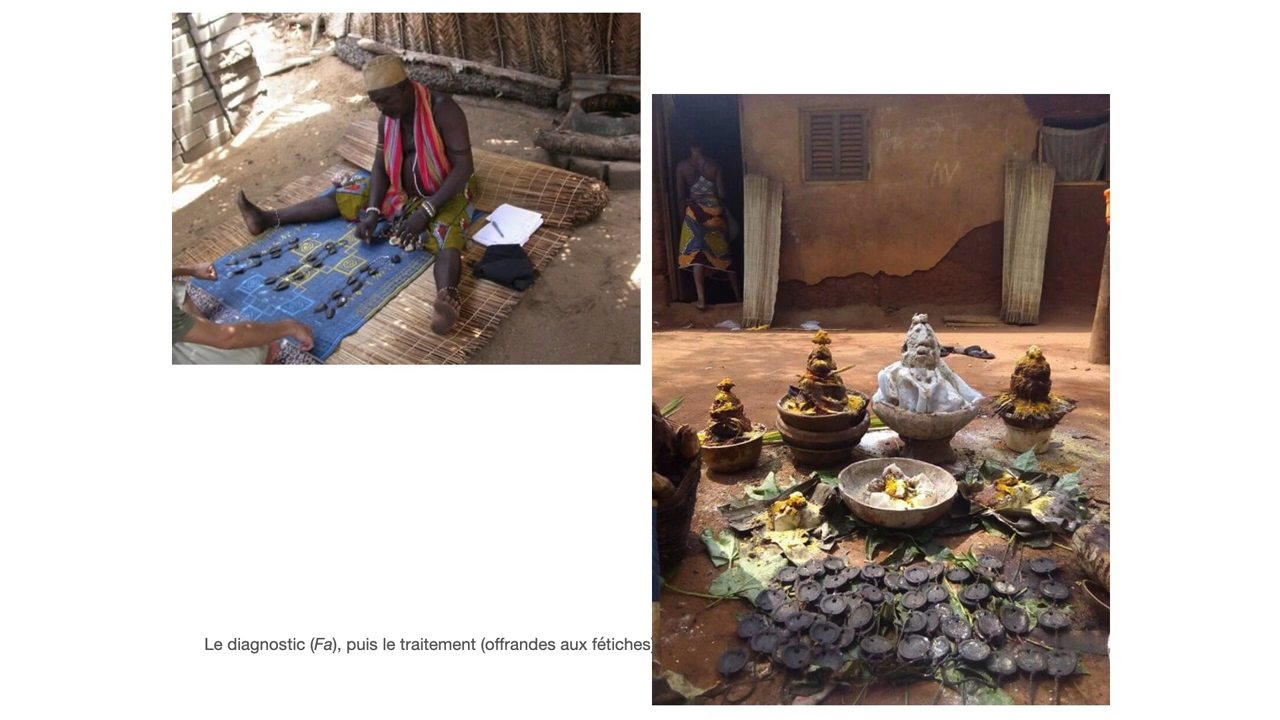 Le diagnostic (Fa), puis le traitement (offrandes aux fétiches)